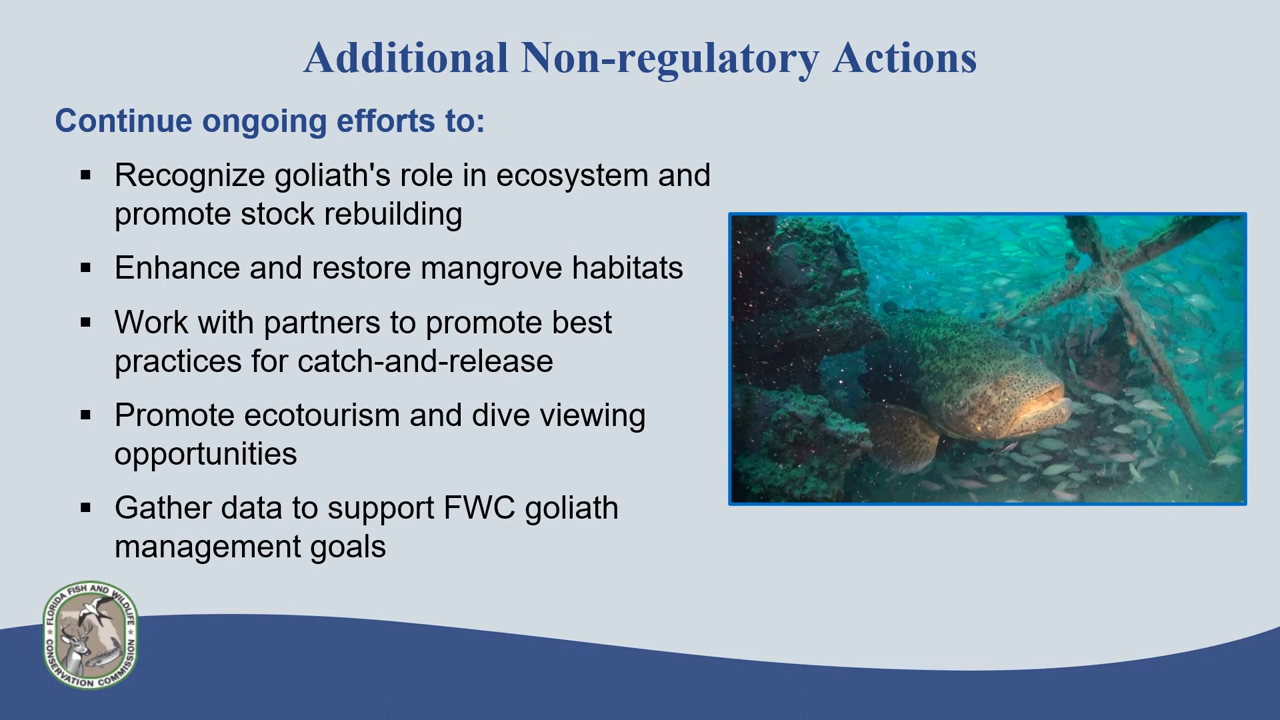 Additional Non-regulatory Actions
Continue ongoing efforts to:
▪ Recognize goliath's role in ecosystem and
promote stock rebuilding
▪ Enhance and restore mangrove habitats
▪ Work with partners to promote best
practices for catch-and-release
▪ Promote ecotourism and dive viewing
opportunities
▪ Gather data to support FWC goliath
management goals
FLORIDA FISH AND WILDLIFE
CONSERVATION COMMISSION